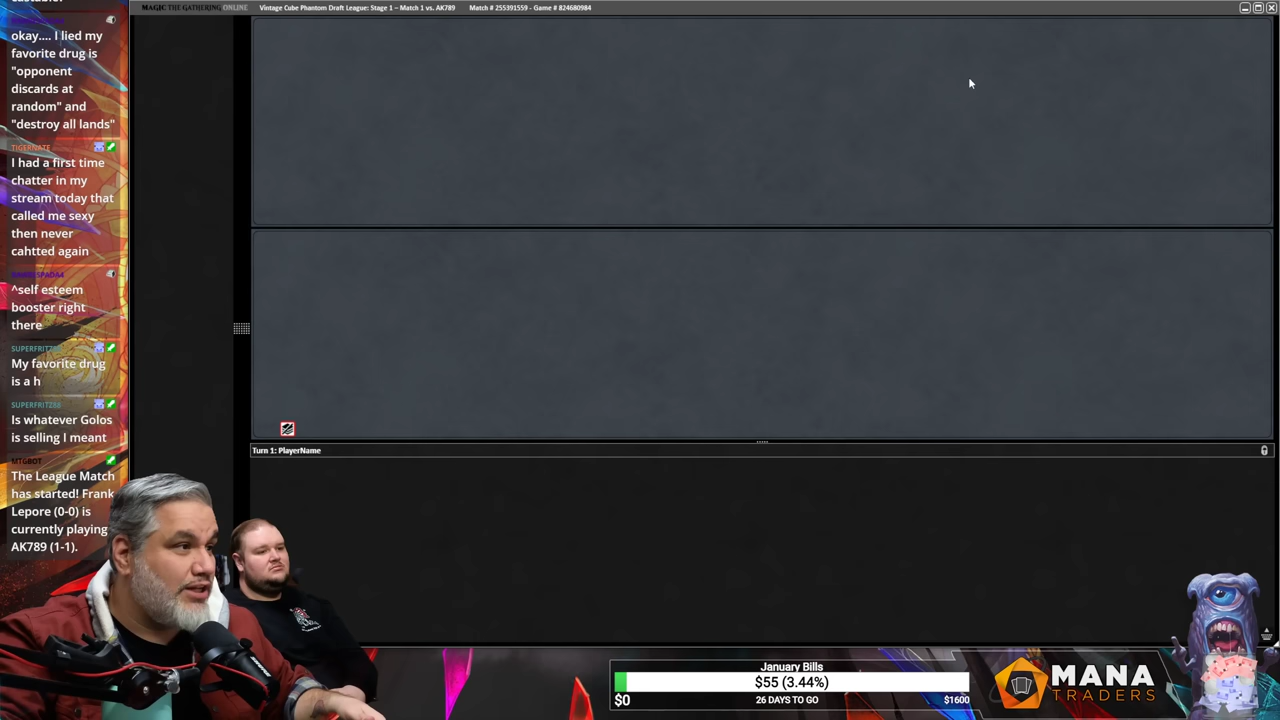 MAGIC THE GATHERING ONLINE
Vintage Cube Phantom Draft League: Stage 1 – Match 1 vs. AK789
Match # 255391559 - Game # 824680984
okay.... I lied my
favorite drug is
"opponent
discards at
random" and
"destroy all lands"
TIGERNATE
I had a first time
chatter in my
stream today that
called me sexy
then never
cahtted again
^self esteem
booster right
there
My favorite drug
is a h
Is whatever Golos
is selling I meant
MTGBOT
The League Match
has started! Frank
Lepore (0-0) is
currently playing
AK789 (1-1).
Turn 1: PlayerName
January Bills
$55 (3.44%)
$0
26 DAYS TO GO
$1600
MANA
TRADERS